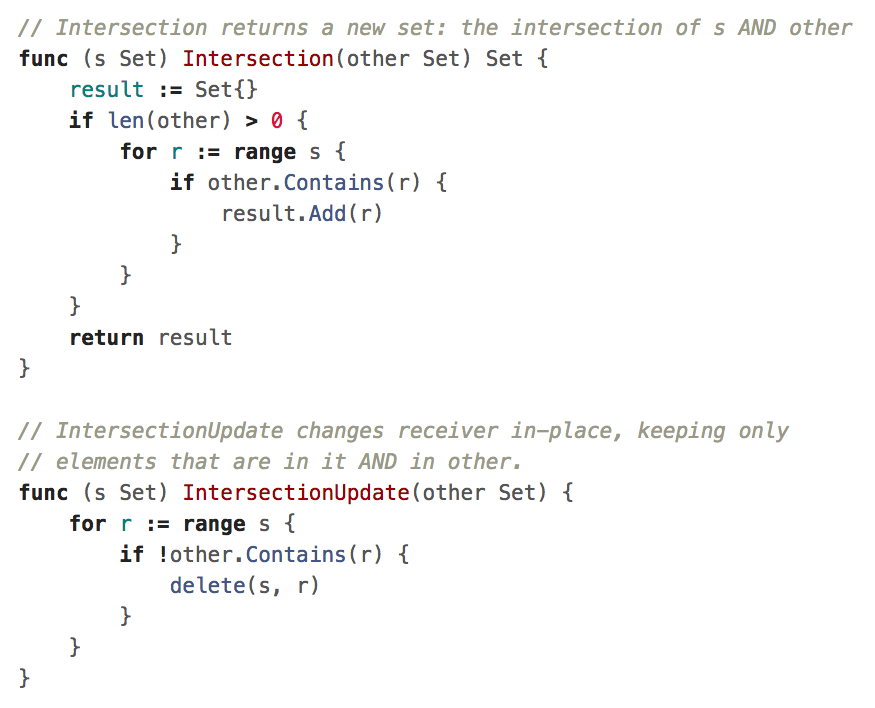 // Intersection returns a new set: the intersection of s AND other
func (s Set) Intersection(other Set) Set {
    result := Set{}
    if len(other) > 0 {
        for r := range s {
            if other.Contains(r) {
                result.Add(r)
            }
        }
    }
    return result
}

// IntersectionUpdate changes receiver in-place, keeping only
// elements that are in it AND in other.
func (s Set) IntersectionUpdate(other Set) {
    for r := range s {
        if !other.Contains(r) {
            delete(s, r)
        }
    }
}